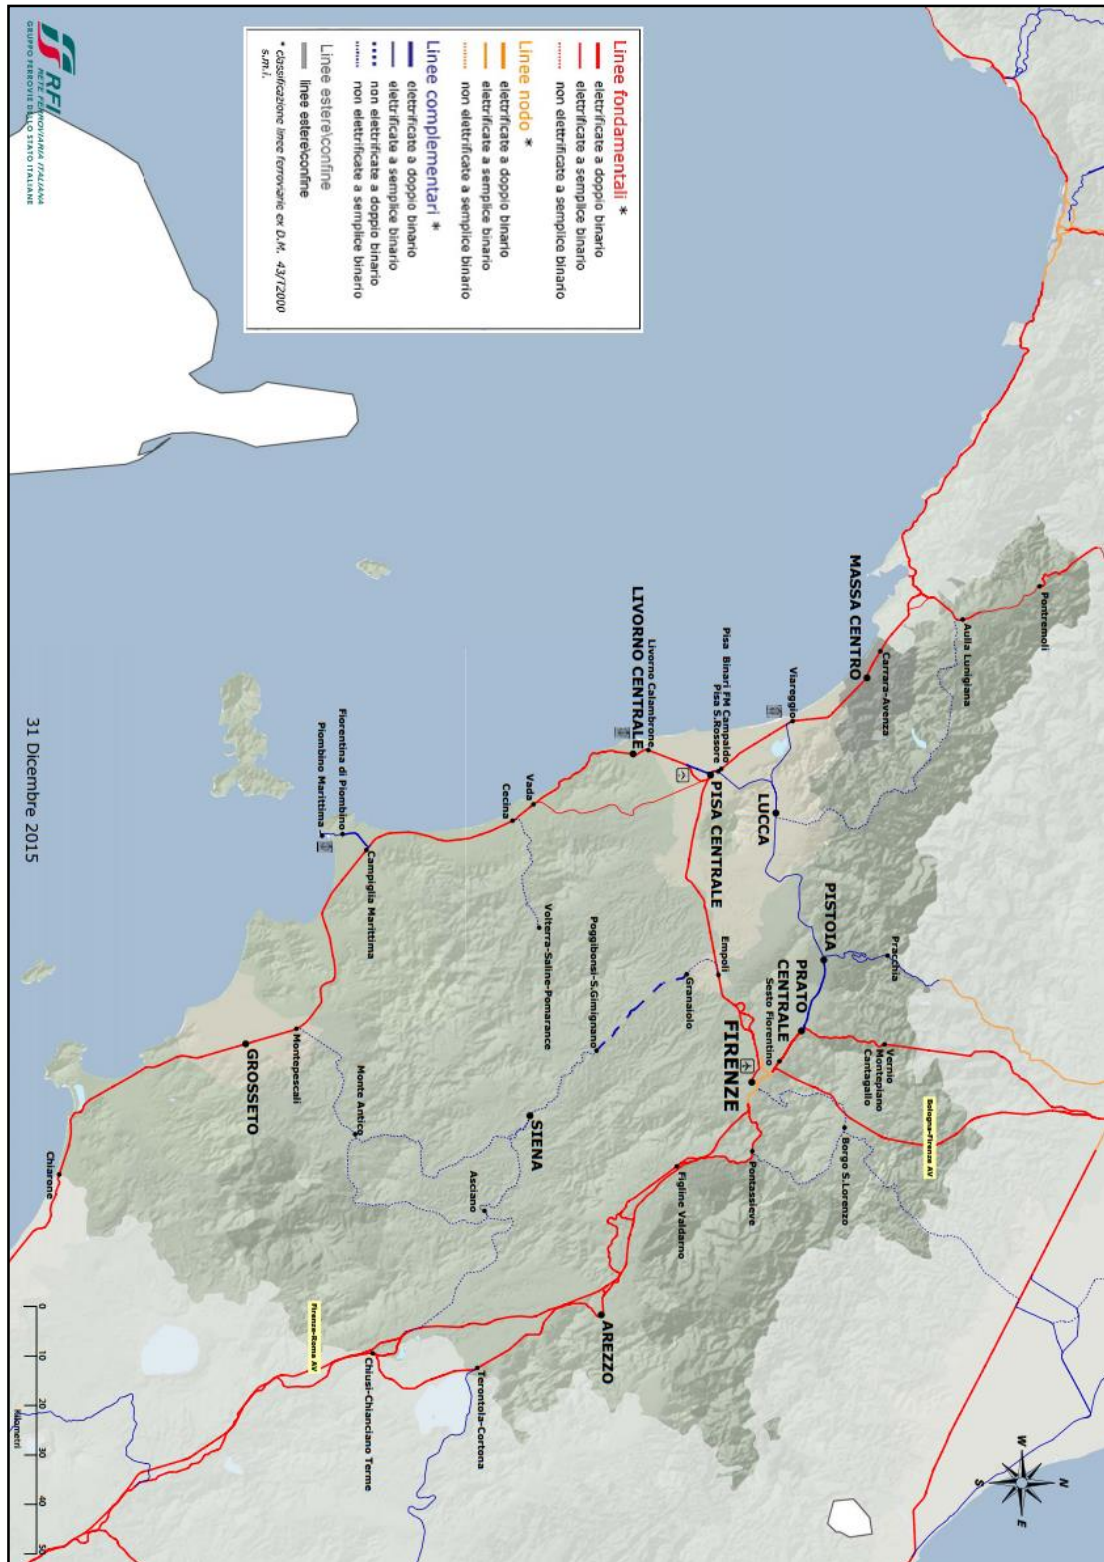 Linee fondamentali *
elettrificate a doppio binario
elettrificate a semplice binario
non elettrificate a semplice binario
Linee nodo *
elettrificate a doppio binario
elettrificate a semplice binario
non elettrificate a semplice binario
Linee complementari *
elettrificate a doppio binario
elettrificate a semplice binario
non elettrificate a doppio binario
non elettrificate a semplice binario
Linee estere\confine
linee estere\confine
* classificazione linee ferroviarie ex D.M. 43/T2000
s.m.i.
RFI
RETE FERROVIARIA ITALIANA
GRUPPO FERROVIE DELLO STATO ITALIANE
Pontremoli
Aulla Lunigiana
Carrara-Avenza
MASSA CENTRO
Viareggio
Pisa Binari FM Campaldo
Pisa S.Rossore
Livorno Calambrone
LIVORNO CENTRALE
PISA CENTRALE
LUCCA
PISTOIA
Pracchia
PRATO
CENTRALE
Sesto Fiorentino
Vernio
Montepiano
Cantagallo
Bologna-Firenze AV
Borgo S.Lorenzo
FIRENZE
Pontassieve
Empoli
Granaiolo
Poggibonsi-S.Gimignano
Figline Valdarno
Vada
Cecina
Volterra-Saline-Pomarance
SIENA
Asciano
AREZZO
Terontola-Cortona
Chiusi-Chianciano Terme
Firenze-Roma AV
Monte Antico
Montepescali
GROSSETO
Campiglia Marittima
Fiorentina di Piombino
Piombino Marittima
Chiarone
31 Dicembre 2015
0 10 20 30 40 50
Kilometri
N
W
E
S